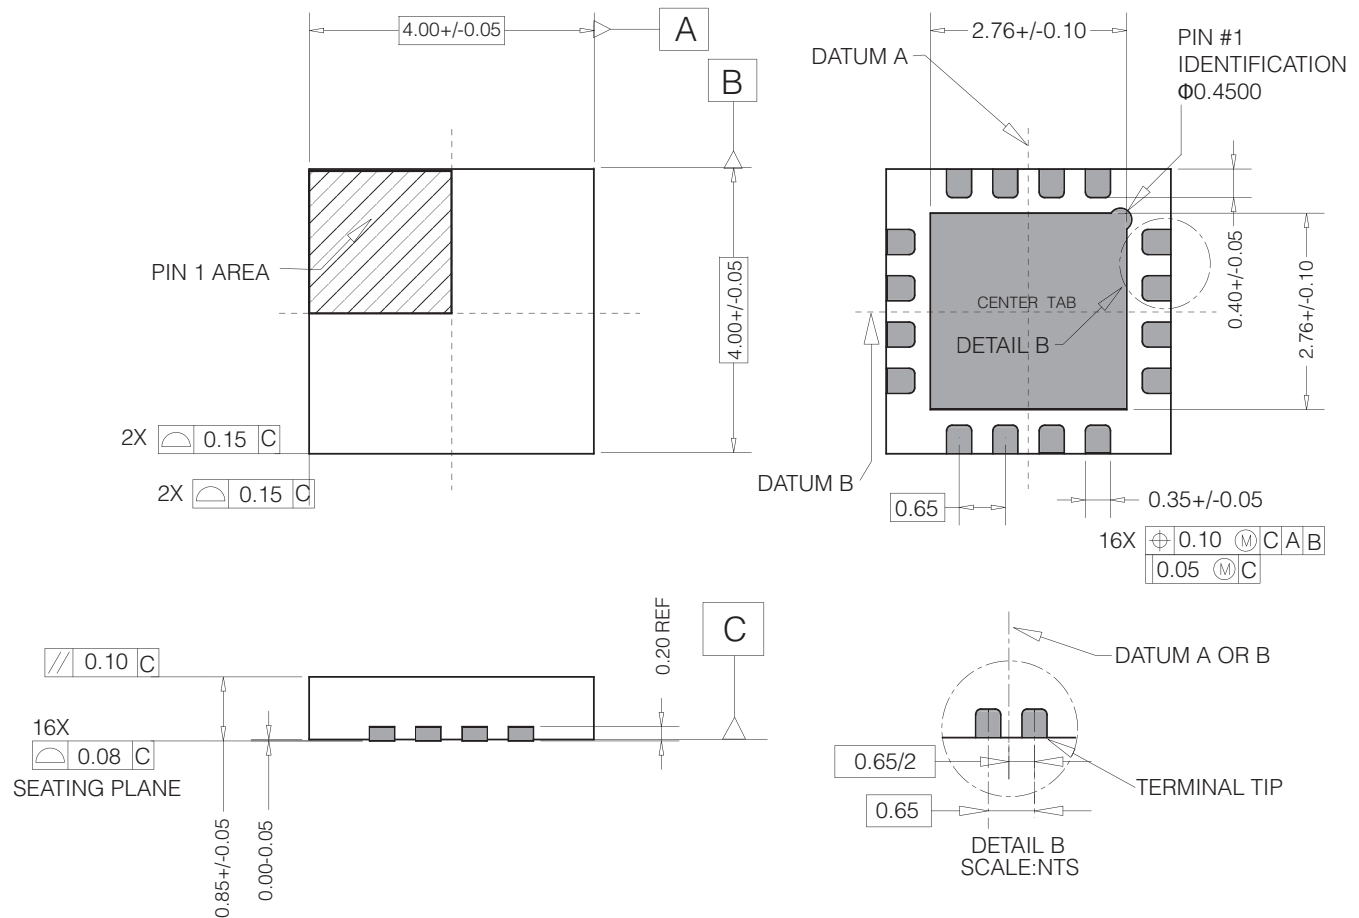 4.00+/-0.05
A
B
PIN 1 AREA
4.00+/-0.05
2X 0.15 C
2X 0.15 C
2.76+/-0.10
DATUM A
PIN #1
IDENTIFICATION
Φ0.4500
0.40+/-0.05
2.76+/-0.10
CENTER TAB
DETAIL B
DATUM B
0.65
0.35+/-0.05
16X ⌖ 0.10 Ⓜ C A B
0.05 Ⓜ C
// 0.10 C
16X
0.08 C
SEATING PLANE
0.85+/-0.05
0.00-0.05
0.20 REF
C
DATUM A OR B
0.65/2
TERMINAL TIP
0.65
DETAIL B
SCALE:NTS